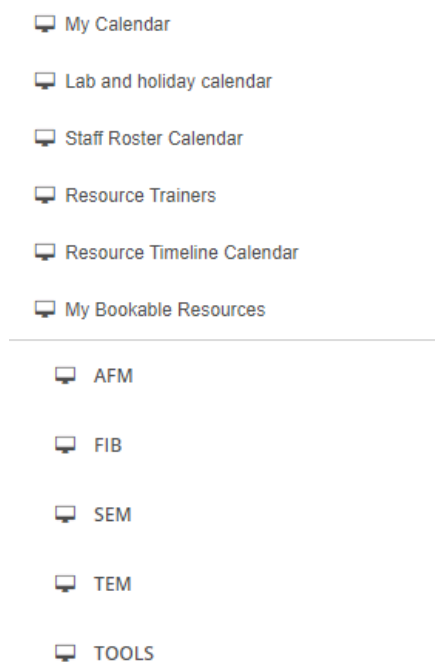 My Calendar
Lab and holiday calendar
Staff Roster Calendar
Resource Trainers
Resource Timeline Calendar
My Bookable Resources
AFM
FIB
SEM
TEM
TOOLS